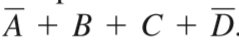 A̅ + B + C + D̅.